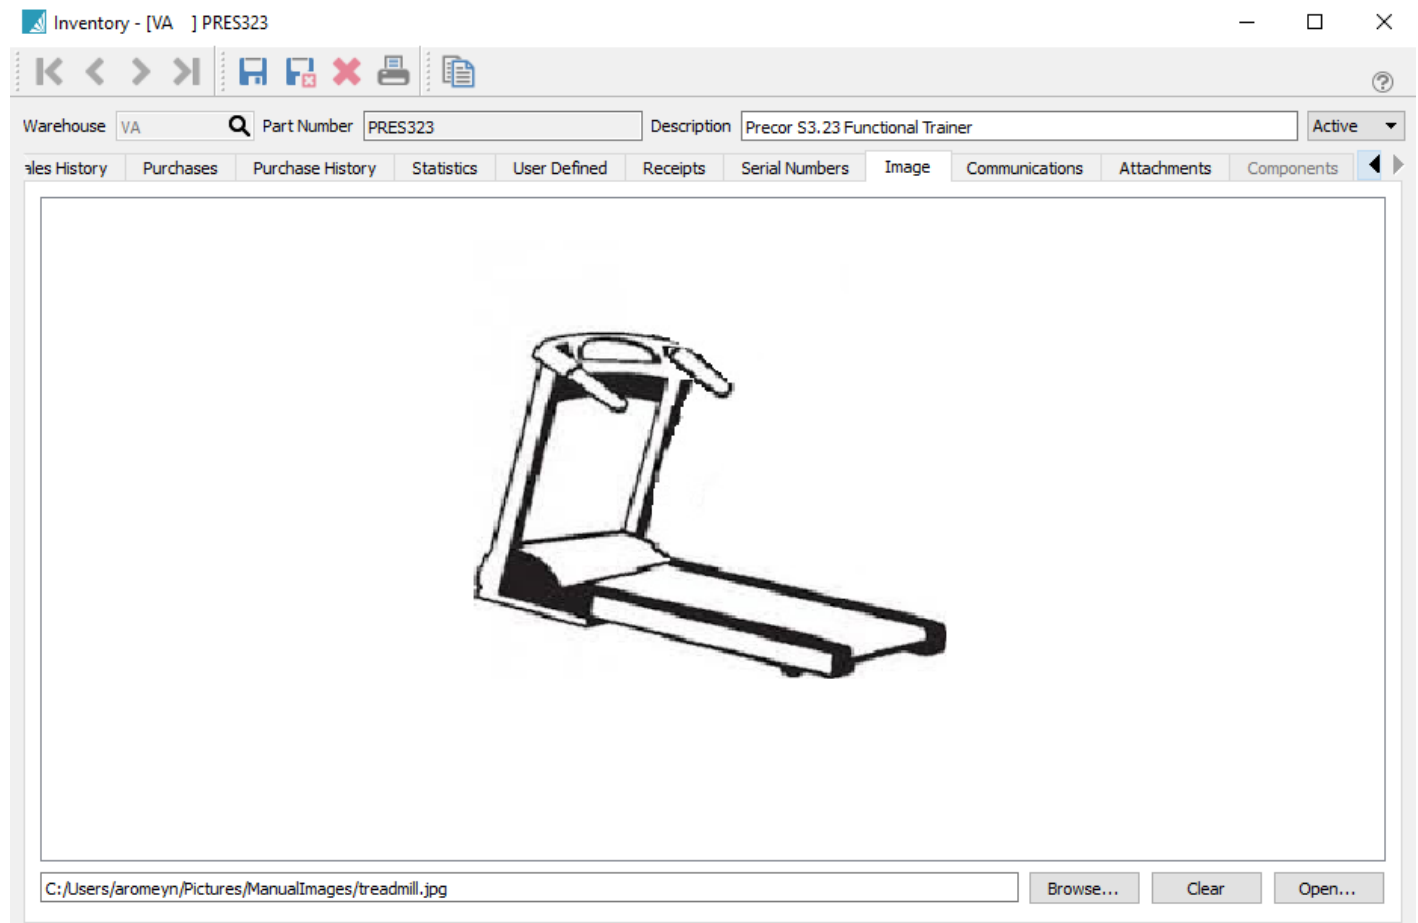 Inventory - [VA ] PRES323
Warehouse VA Part Number PRES323 Description Precor S3.23 Functional Trainer Active
ales History Purchases Purchase History Statistics User Defined Receipts Serial Numbers Image Communications Attachments Components
C:/Users/aromeyn/Pictures/ManualImages/treadmill.jpg Browse... Clear Open...